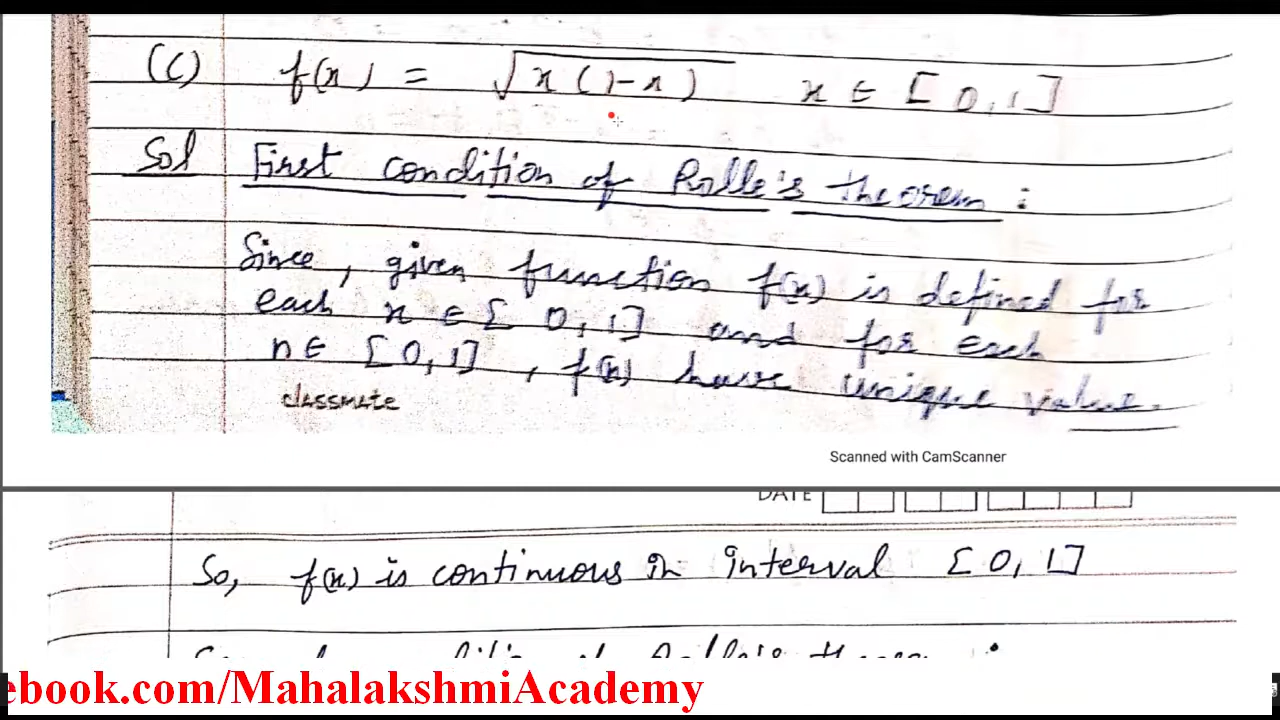 (C) f(x) = √x(1-x) x ∈ [0,1]
Sol First condition of Rolle's theorem :
Since, given function f(x) is defined for
each x ∈ [0,1] and for each
x ∈ [0,1], f(x) have unique value.
classmate
Scanned with CamScanner
DATE
So, f(x) is continuous in interval [0,1]
ebook.com/MahalakshmiAcademy